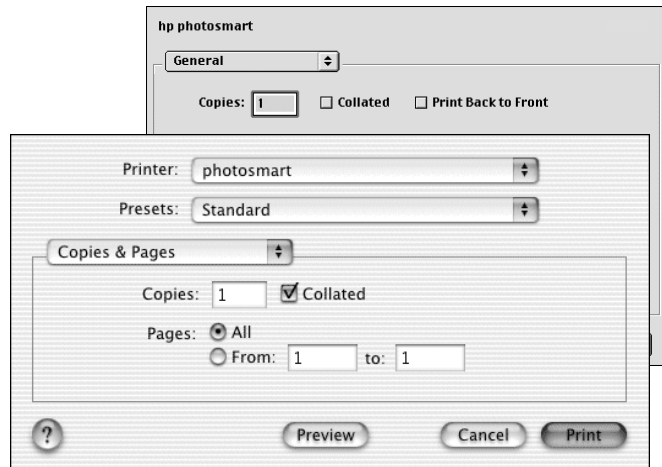 hp photosmart
General
Copies: 1 Collated Print Back to Front
Printer: photosmart
Presets: Standard
Copies & Pages
Copies: 1 Collated
Pages: All
From: 1 to: 1
? Preview Cancel Print